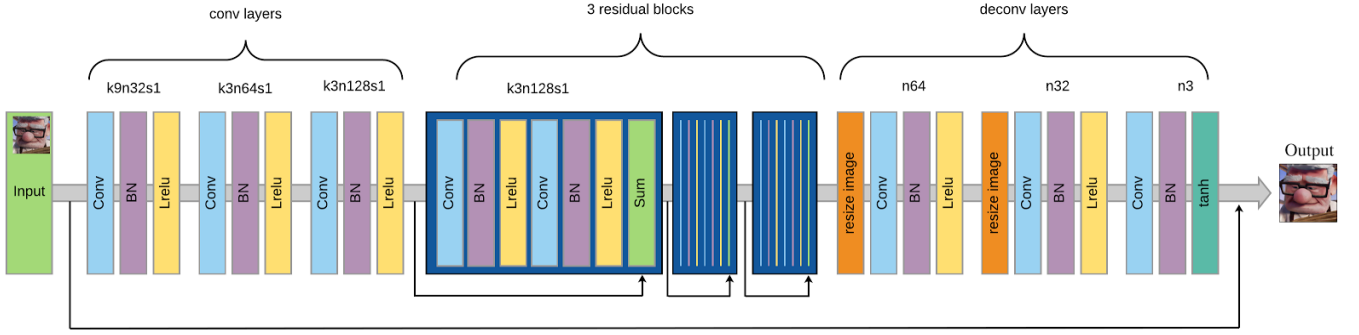 conv layers
3 residual blocks
deconv layers
k9n32s1
k3n64s1
k3n128s1
k3n128s1
n64
n32
n3
Input
Conv
BN
Lrelu
Conv
BN
Lrelu
Conv
BN
Lrelu
Conv
BN
Lrelu
Conv
BN
Lrelu
Sum
resize image
Conv
BN
Lrelu
resize image
Conv
BN
Lrelu
Conv
BN
tanh
Output